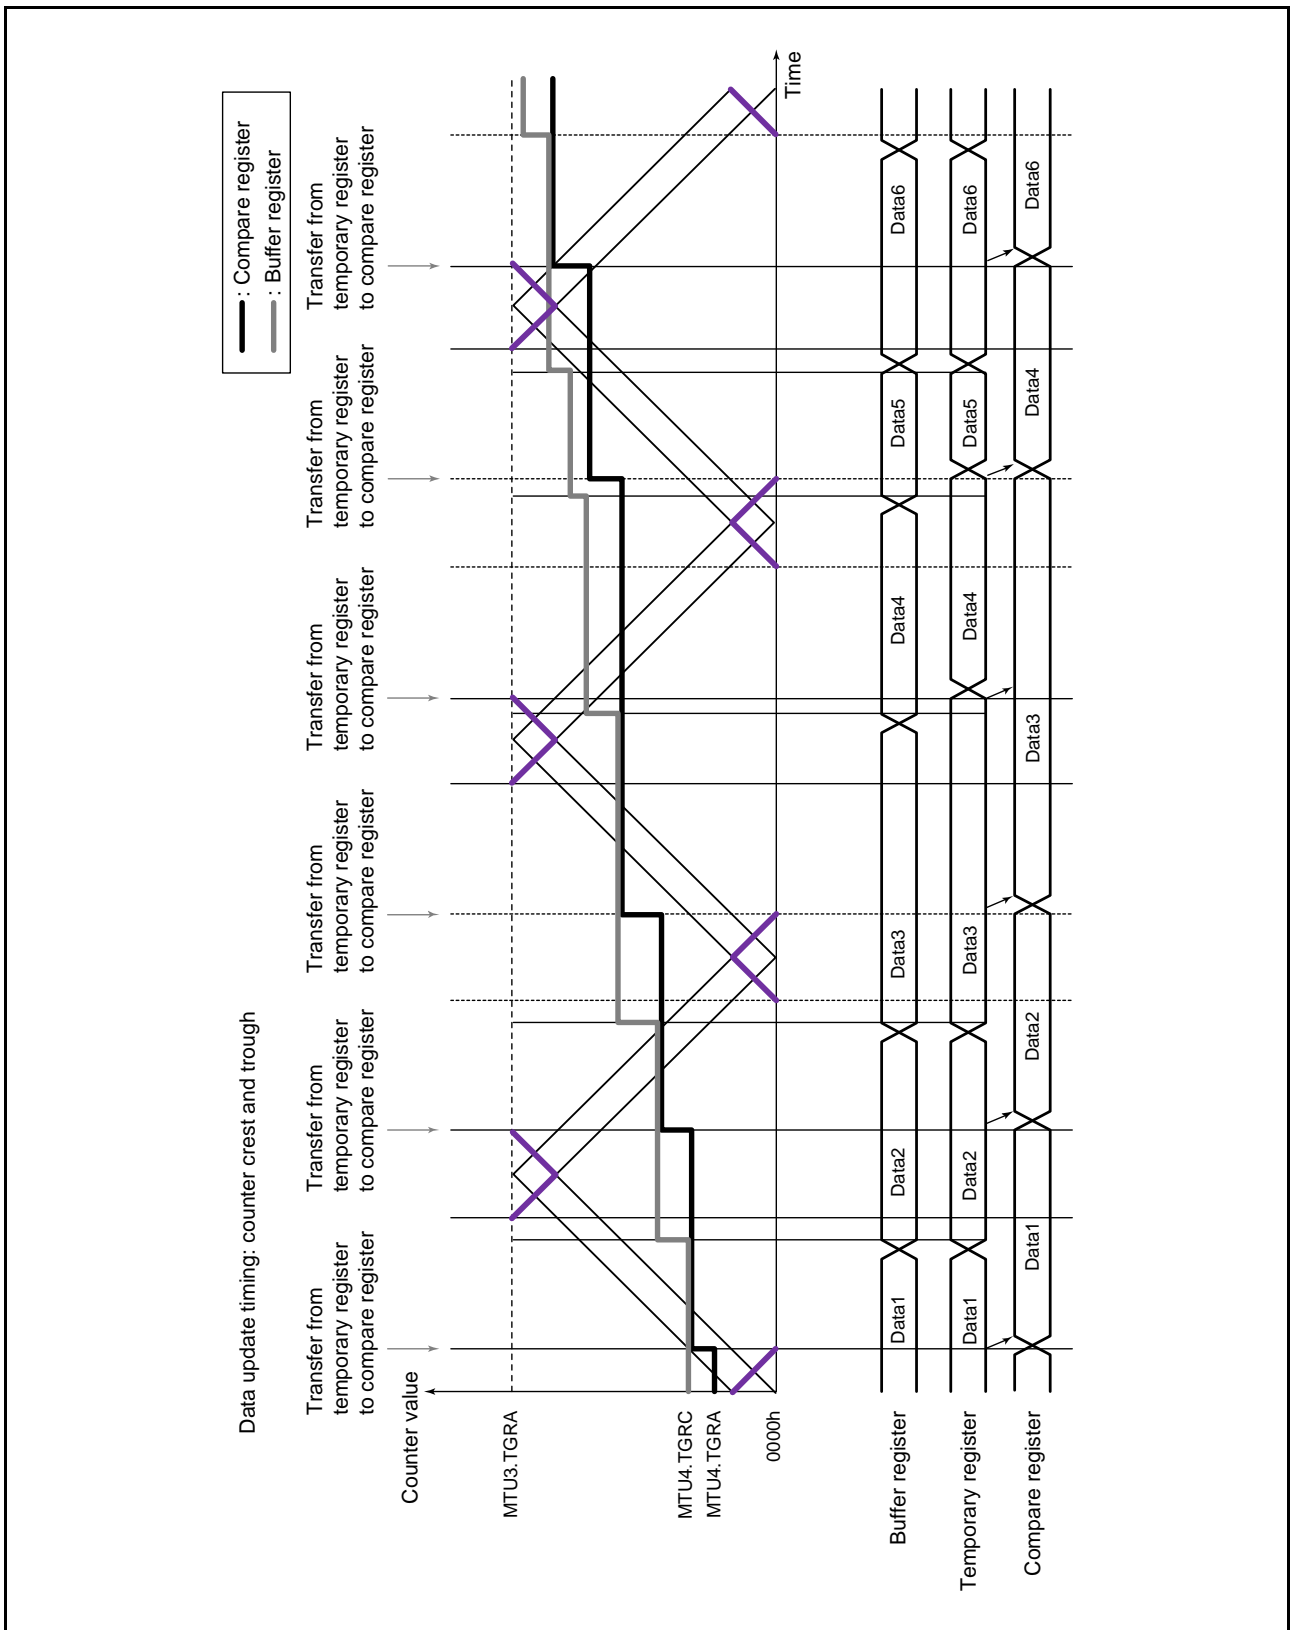 Data update timing: counter crest and trough
: Compare register
: Buffer register
Transfer from
temporary register
to compare register
Transfer from
temporary register
to compare register
Transfer from
temporary register
to compare register
Transfer from
temporary register
to compare register
Transfer from
temporary register
to compare register
Transfer from
temporary register
to compare register
Counter value
MTU3.TGRA
MTU4.TGRC
MTU4.TGRA
0000h
Time
Buffer register
Data1
Data2
Data3
Data4
Data5
Data6
Temporary register
Data1
Data2
Data3
Data4
Data5
Data6
Compare register
Data1
Data2
Data3
Data4
Data6